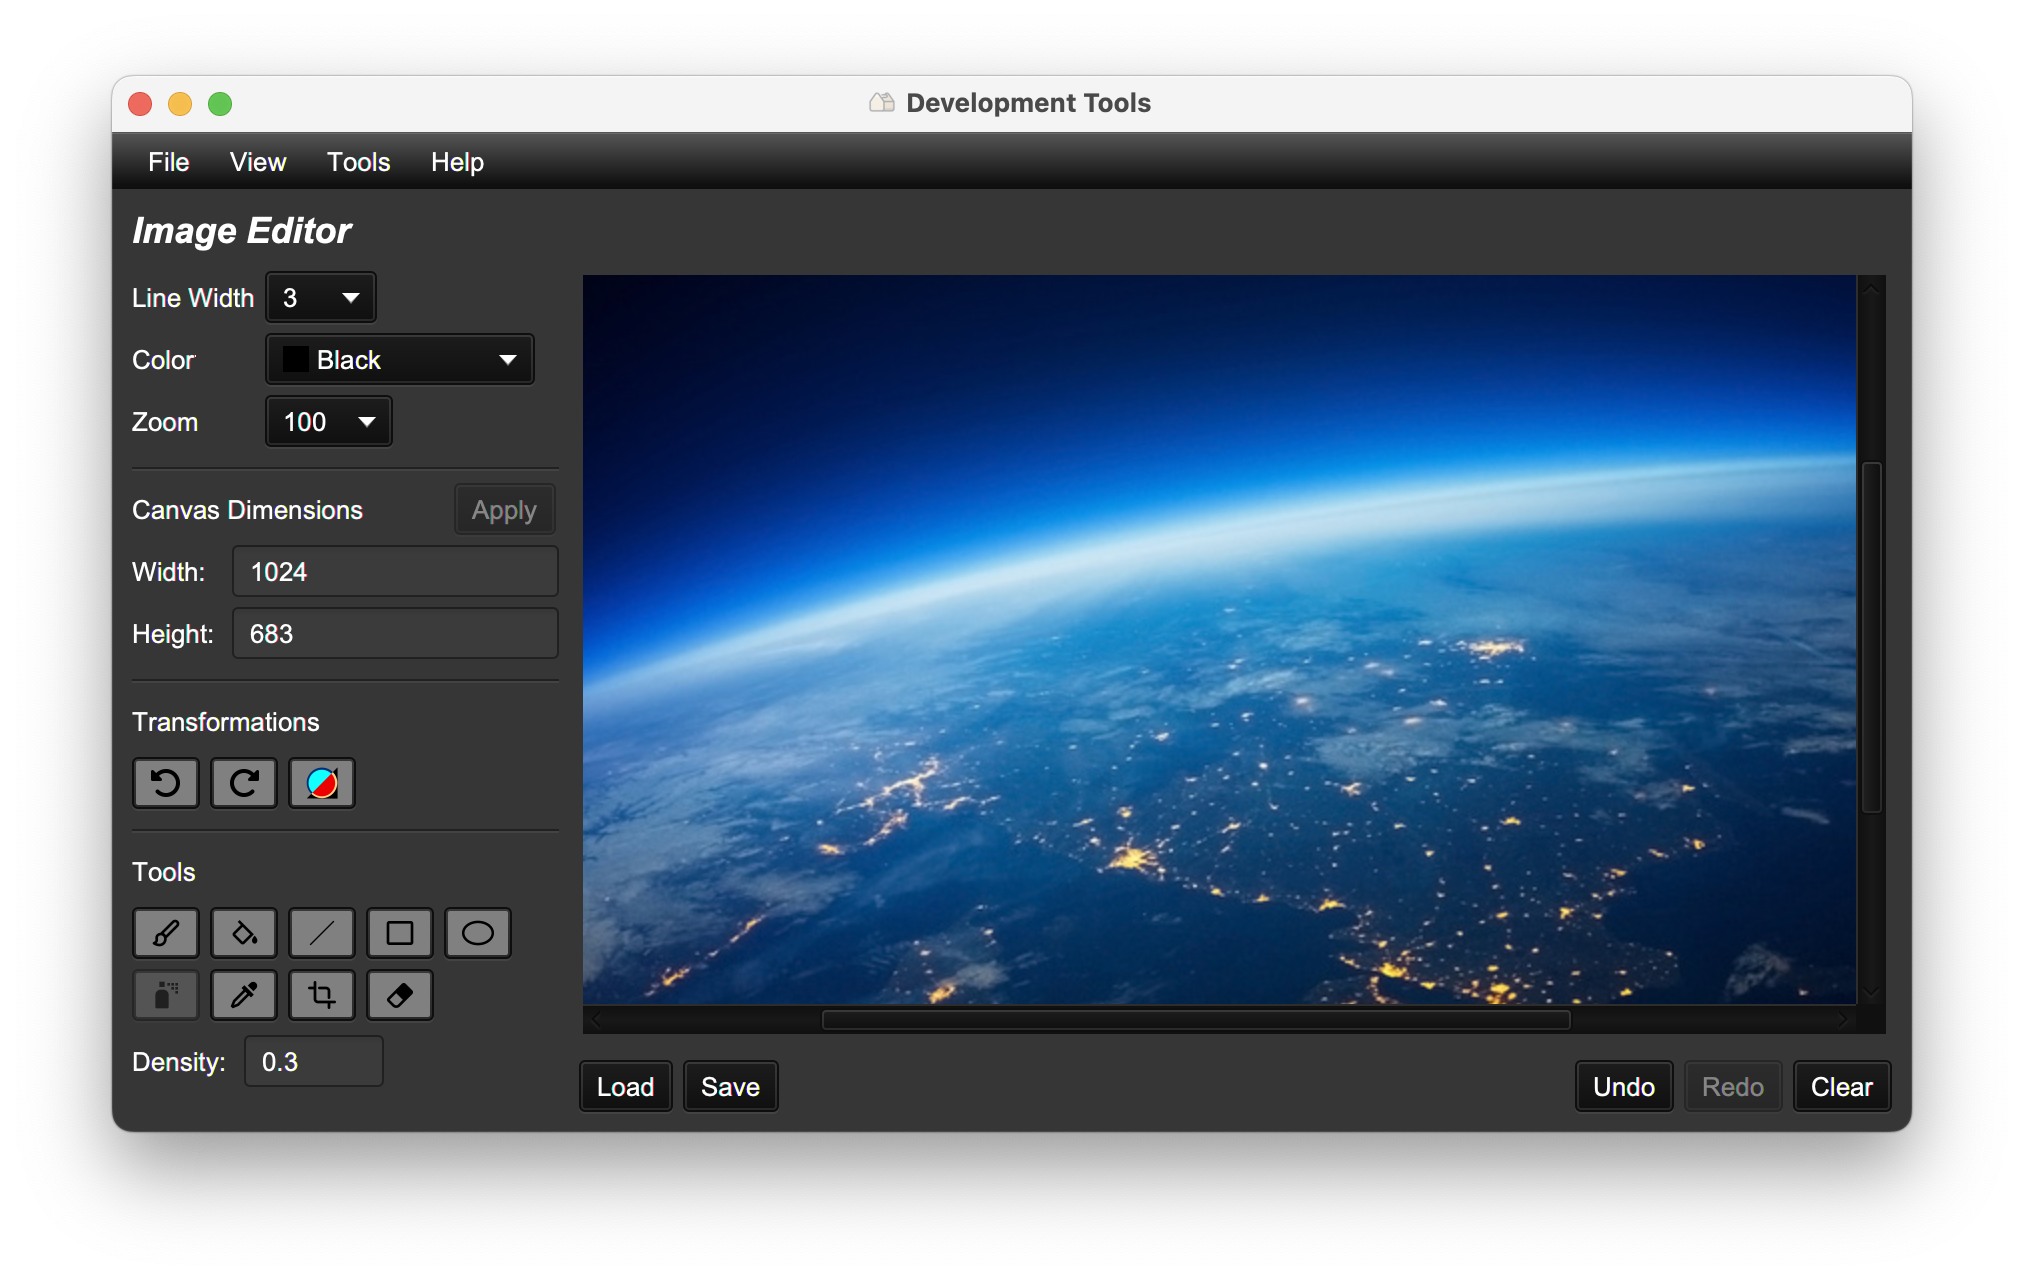 Development Tools
File View Tools Help
Image Editor
Line Width 3
Color Black
Zoom 100
Canvas Dimensions Apply
Width: 1024
Height: 683
Transformations
Tools
Density: 0.3
Load Save Undo Redo Clear